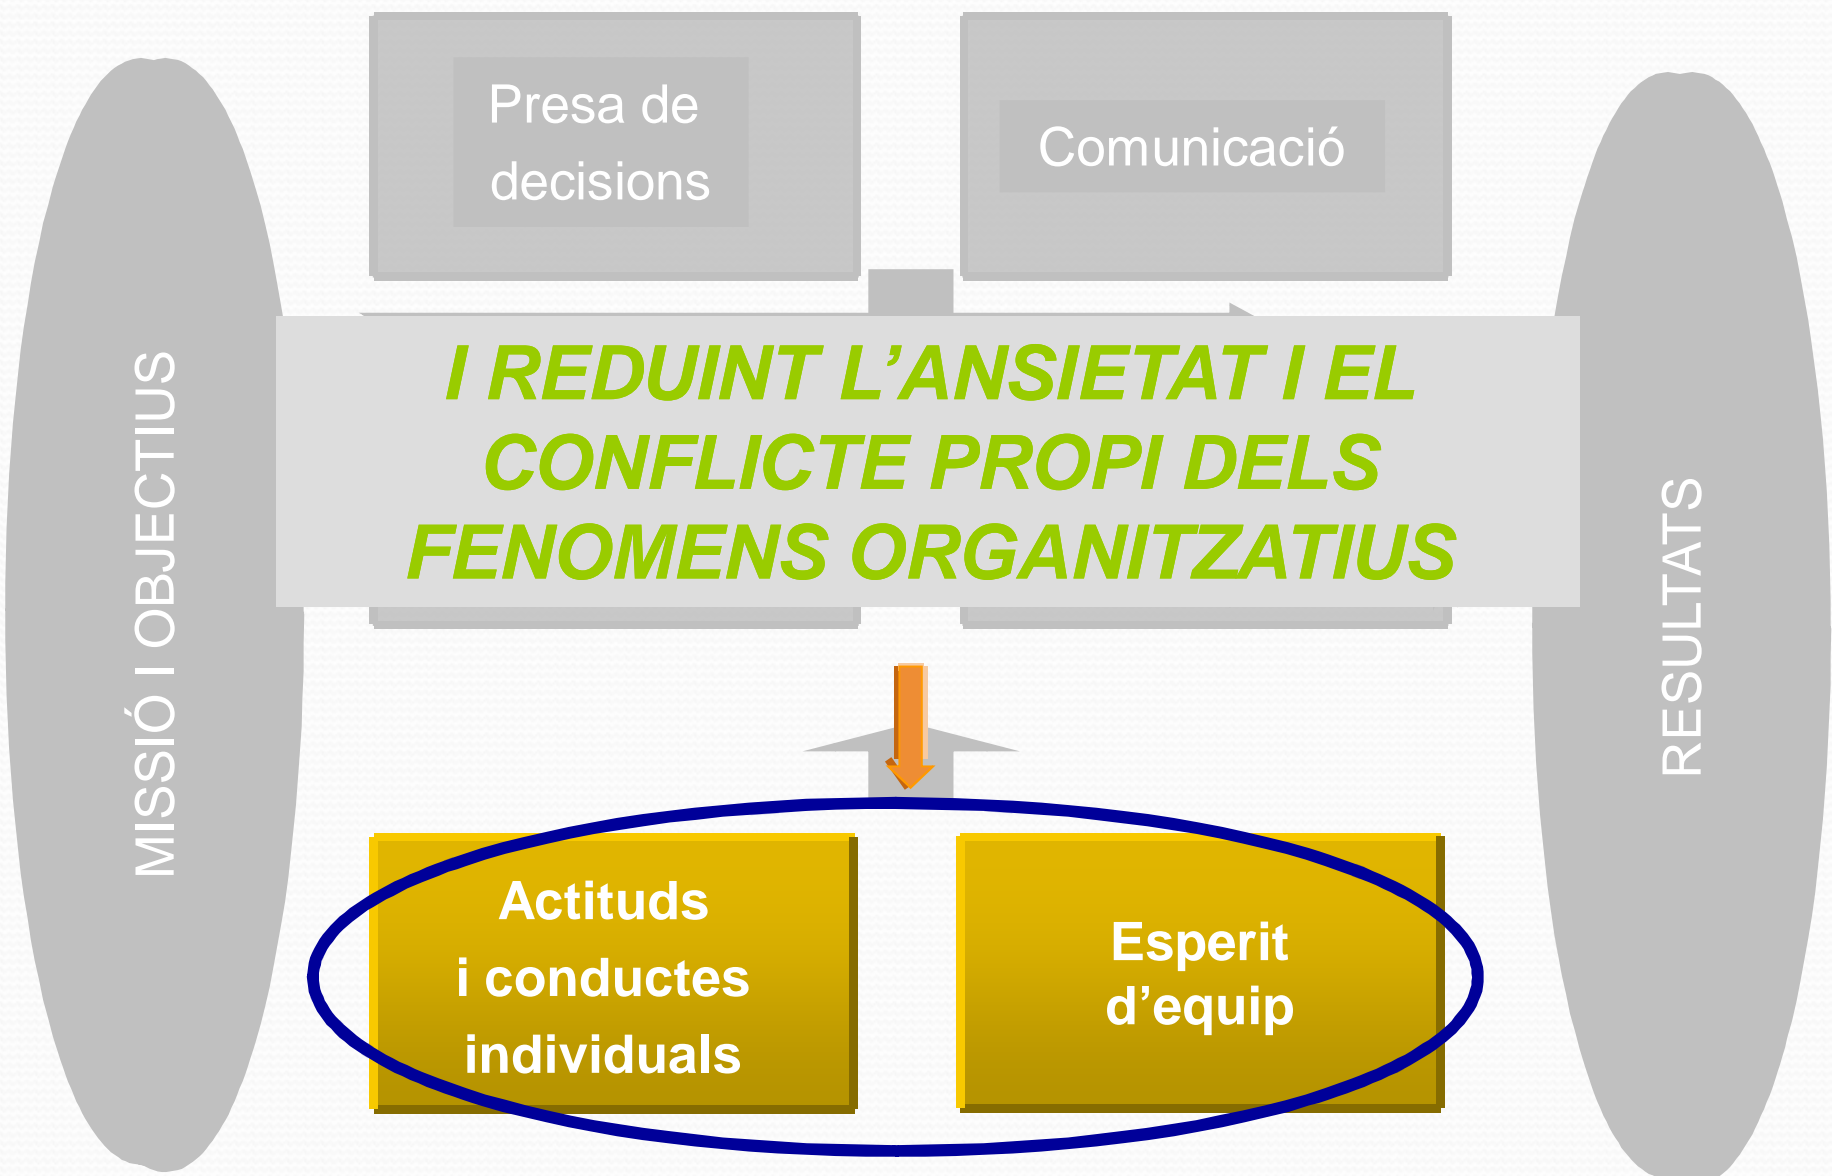 Presa de
decisions
Comunicació
MISSIÓ I OBJECTIUS
I REDUINT L’ANSIETAT I EL
CONFLICTE PROPI DELS
FENOMENS ORGANITZATIUS
RESULTATS
Actituds
i conductes
individuals
Esperit
d’equip